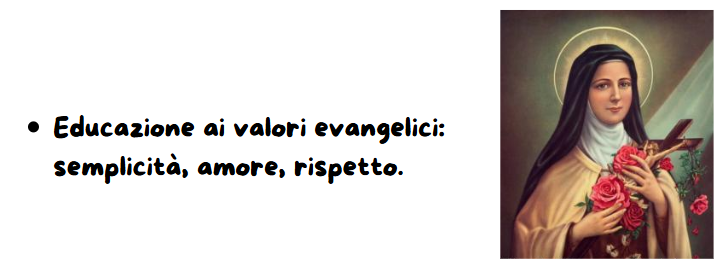 • Educazione ai valori evangelici:
semplicità, amore, rispetto.